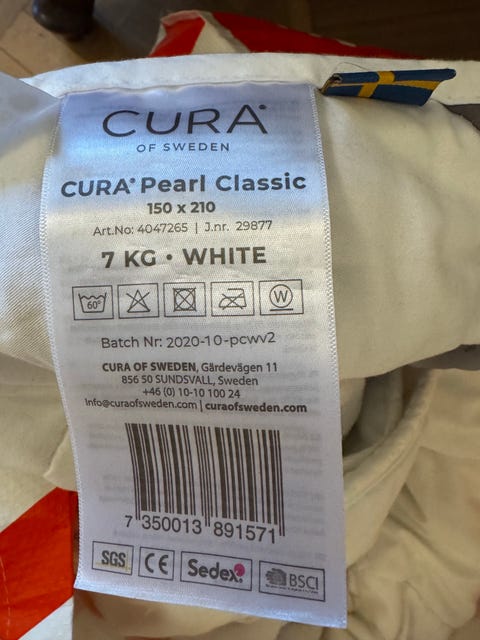 CURA®
OF SWEDEN
CURA® Pearl Classic
150 x 210
Art.No: 4047265 | J.nr. 29877
7 KG • WHITE
60°
W
Batch Nr: 2020-10-pcwv2
CURA OF SWEDEN, Gärdevägen 11
856 50 SUNDSVALL, Sweden
+46 (0) 10-10 100 24
Info@curaofsweden.com | curaofsweden.com
7 350013 891571
SGS CE Sedex BSCI